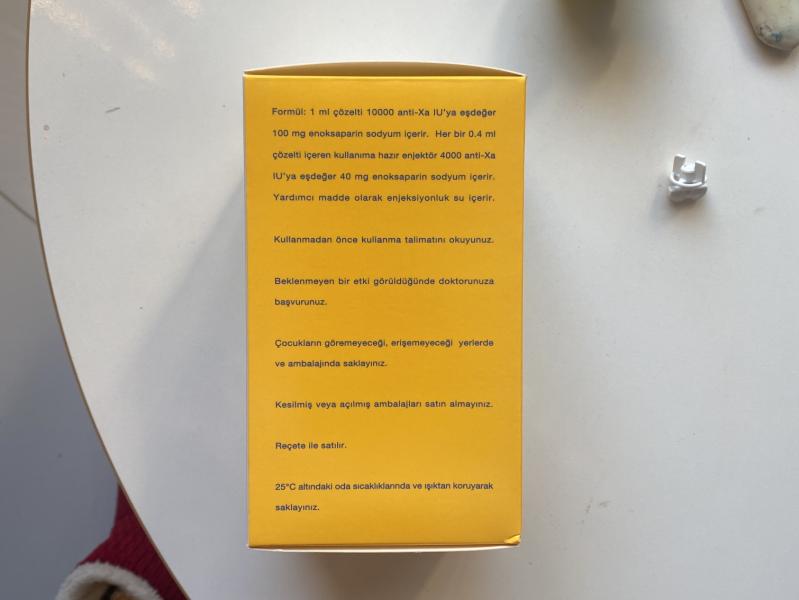 Formül: 1 ml çözelti 10000 anti-Xa IU'ya eşdeğer
100 mg enoksaparin sodyum içerir. Her bir 0.4 ml
çözelti içeren kullanıma hazır enjektör 4000 anti-Xa
IU'ya eşdeğer 40 mg enoksaparin sodyum içerir.
Yardımcı madde olarak enjeksiyonluk su içerir.
Kullanmadan önce kullanma talimatını okuyunuz.
Beklenmeyen bir etki görüldüğünde doktorunuza
başvurunuz.
Çocukların göremeyeceği, erişemeyeceği yerlerde
ve ambalajında saklayınız.
Kesilmiş veya açılmış ambalajları satın almayınız.
Reçete ile satılır.
25°C altındaki oda sıcaklıklarında ve ışıktan koruyarak
saklayınız.